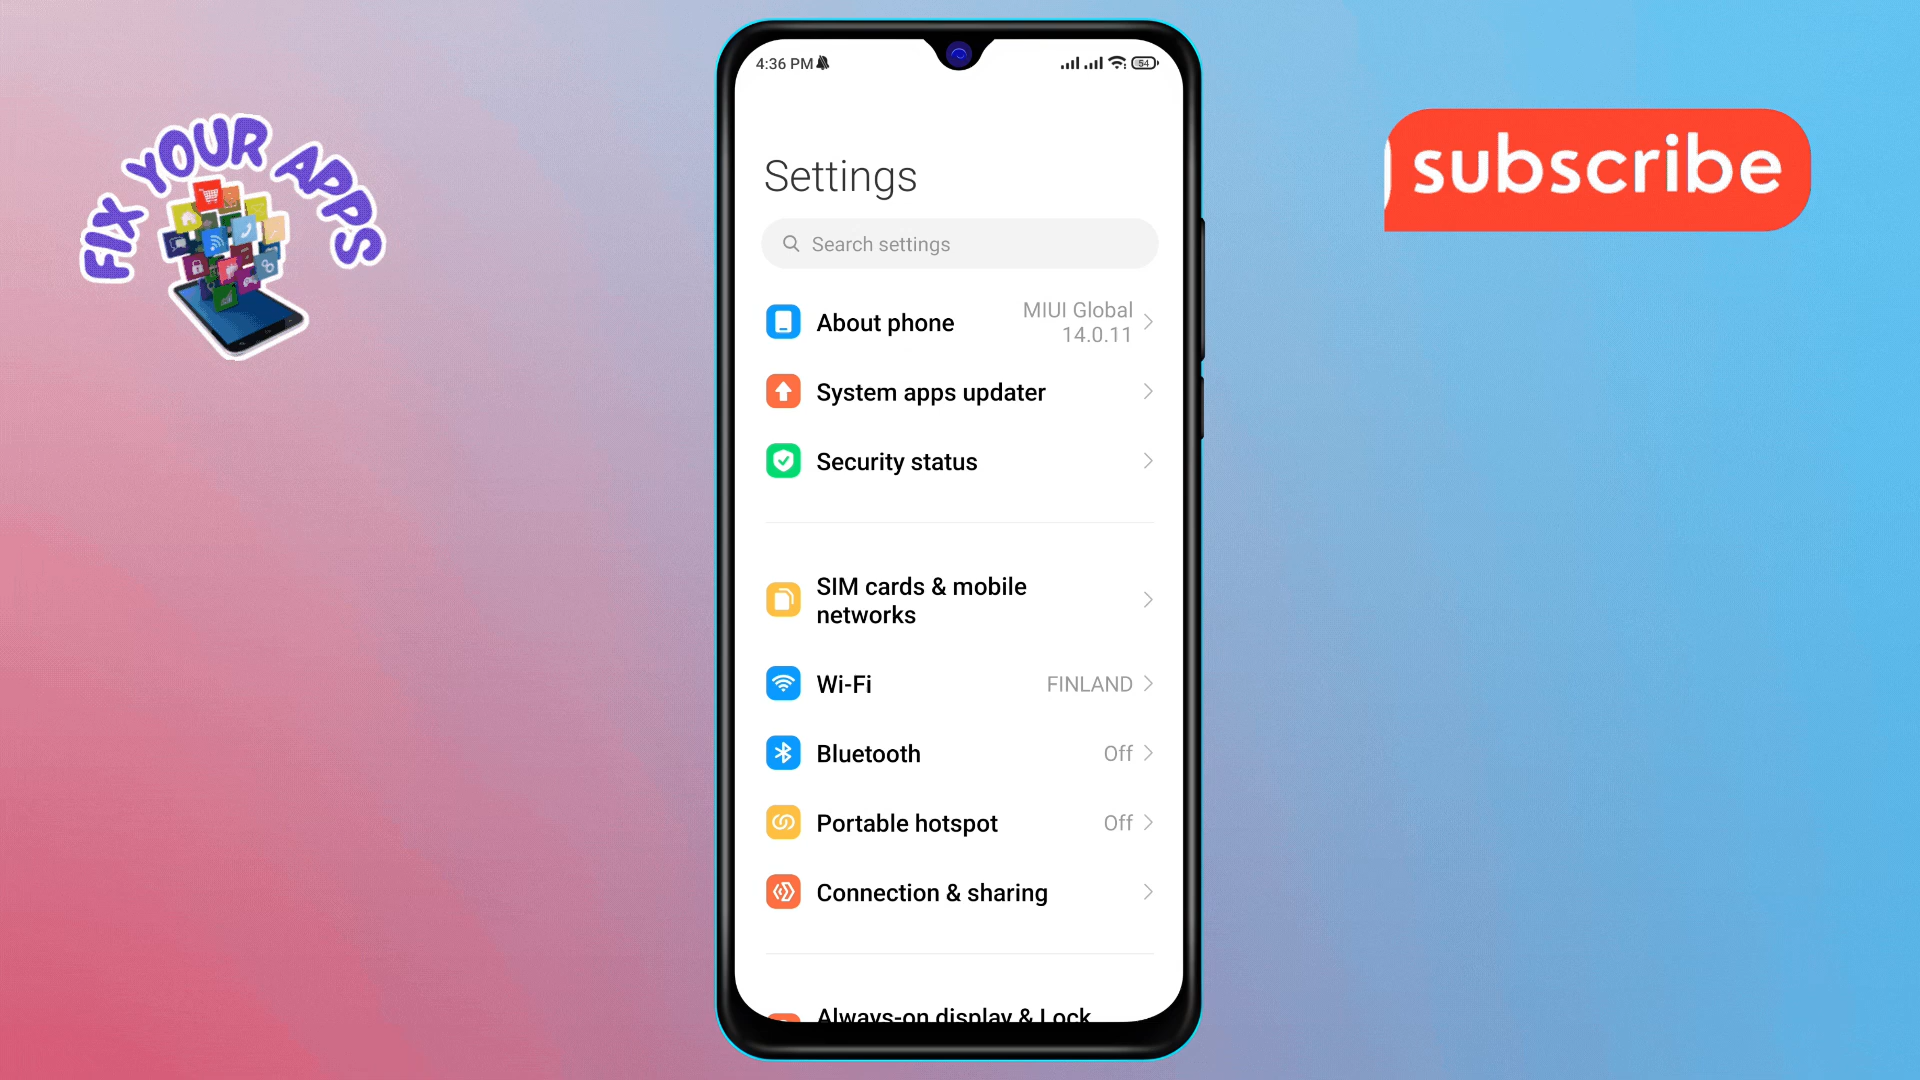 FIX YOUR APPS
subscribe
4:36 PM
54
Settings
Search settings
About phone
MIUI Global
14.0.11
System apps updater
Security status
SIM cards & mobile
networks
Wi-Fi
FINLAND
Bluetooth
Off
Portable hotspot
Off
Connection & sharing
Always-on display & Lock